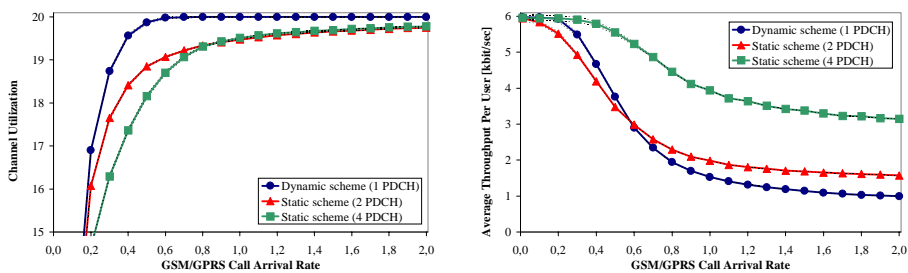 20
19
18
17
16
15
Channel Utilization
Dynamic scheme (1 PDCH)
Static scheme (2 PDCH)
Static scheme (4 PDCH)
0,0 0,2 0,4 0,6 0,8 1,0 1,2 1,4 1,6 1,8 2,0
GSM/GPRS Call Arrival Rate
6
5
4
3
2
1
0
Average Throughput Per User [kbit/sec]
Dynamic scheme (1 PDCH)
Static scheme (2 PDCH)
Static scheme (4 PDCH)
0,0 0,2 0,4 0,6 0,8 1,0 1,2 1,4 1,6 1,8 2,0
GSM/GPRS Call Arrival Rate